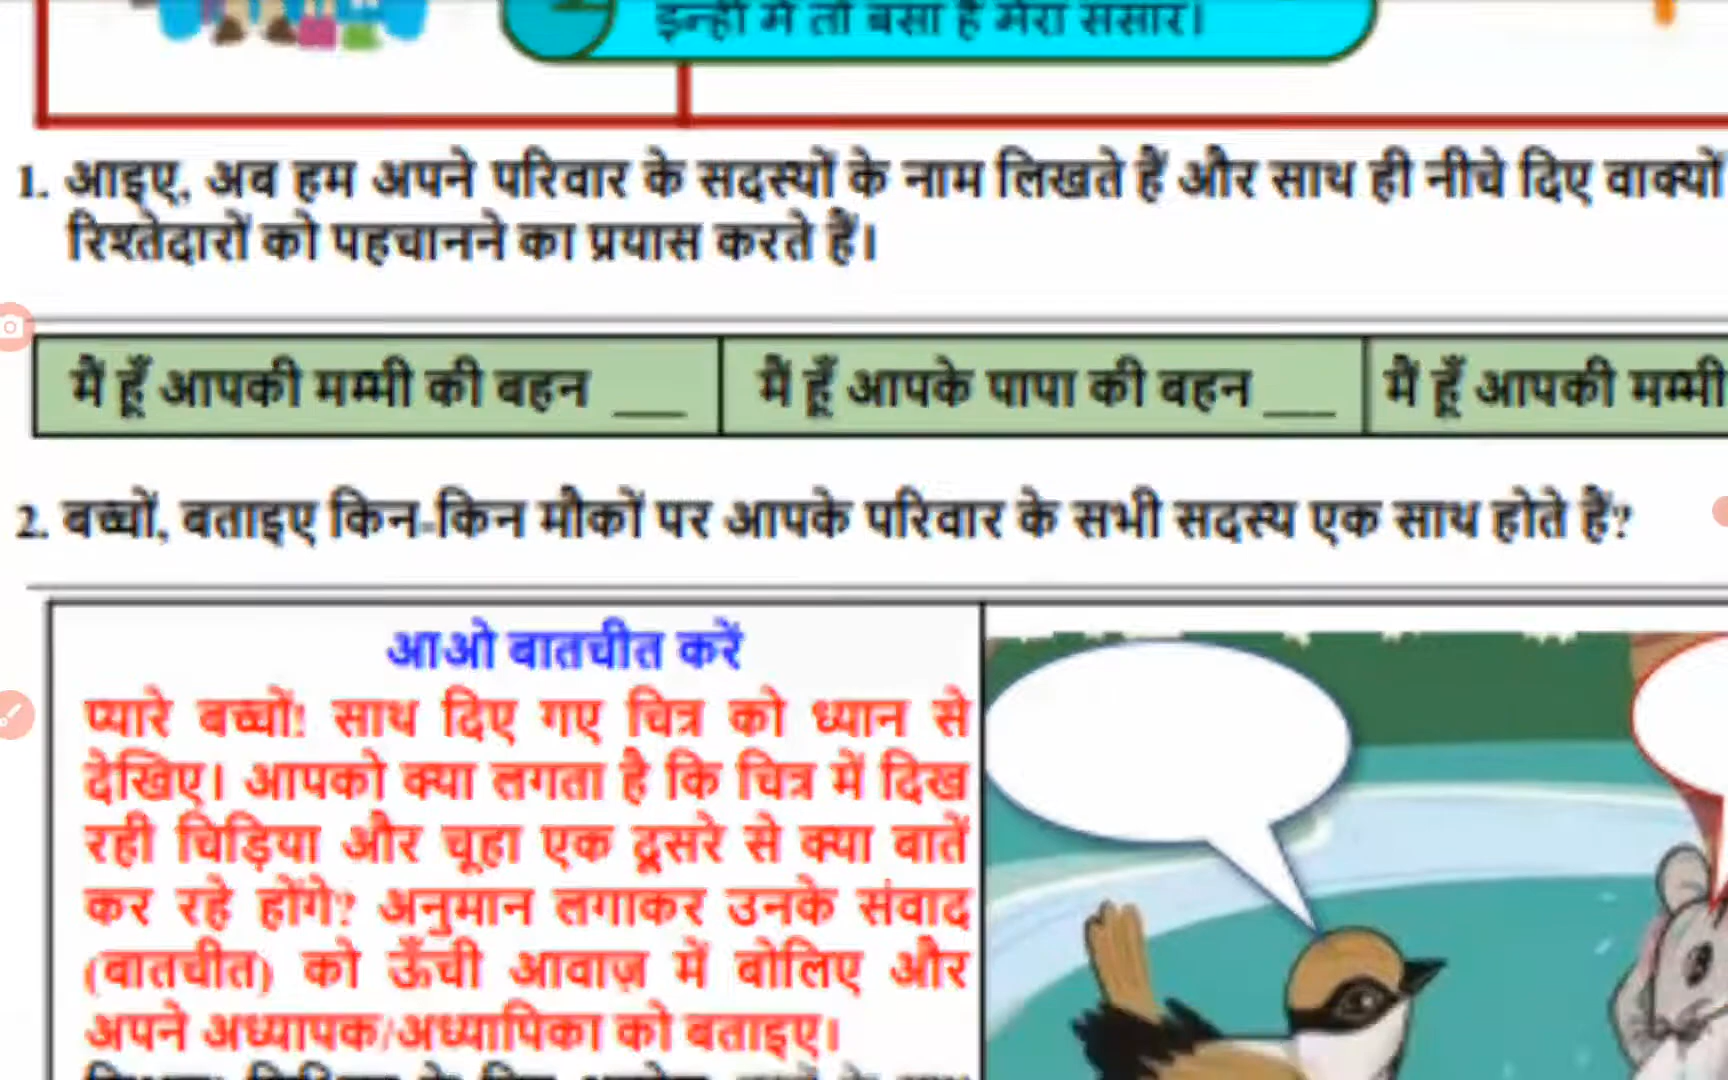 इन्हीं में तो बसा है मेरा संसार।
1. आइए, अब हम अपने परिवार के सदस्यों के नाम लिखते हैं और साथ ही नीचे दिए वाक्यों
रिश्तेदारों को पहचानने का प्रयास करते हैं।
मैं हूँ आपकी मम्मी की बहन ___ मैं हूँ आपके पापा की बहन ___ मैं हूँ आपकी मम्मी
2. बच्चों, बताइए किन-किन मौकों पर आपके परिवार के सभी सदस्य एक साथ होते हैं?
आओ बातचीत करें
प्यारे बच्चों! साथ दिए गए चित्र को ध्यान से
देखिए। आपको क्या लगता है कि चित्र में दिख
रही चिड़िया और चूहा एक दूसरे से क्या बातें
कर रहे होंगे? अनुमान लगाकर उनके संवाद
(बातचीत) को ऊँची आवाज़ में बोलिए और
अपने अध्यापक/अध्यापिका को बताइए।